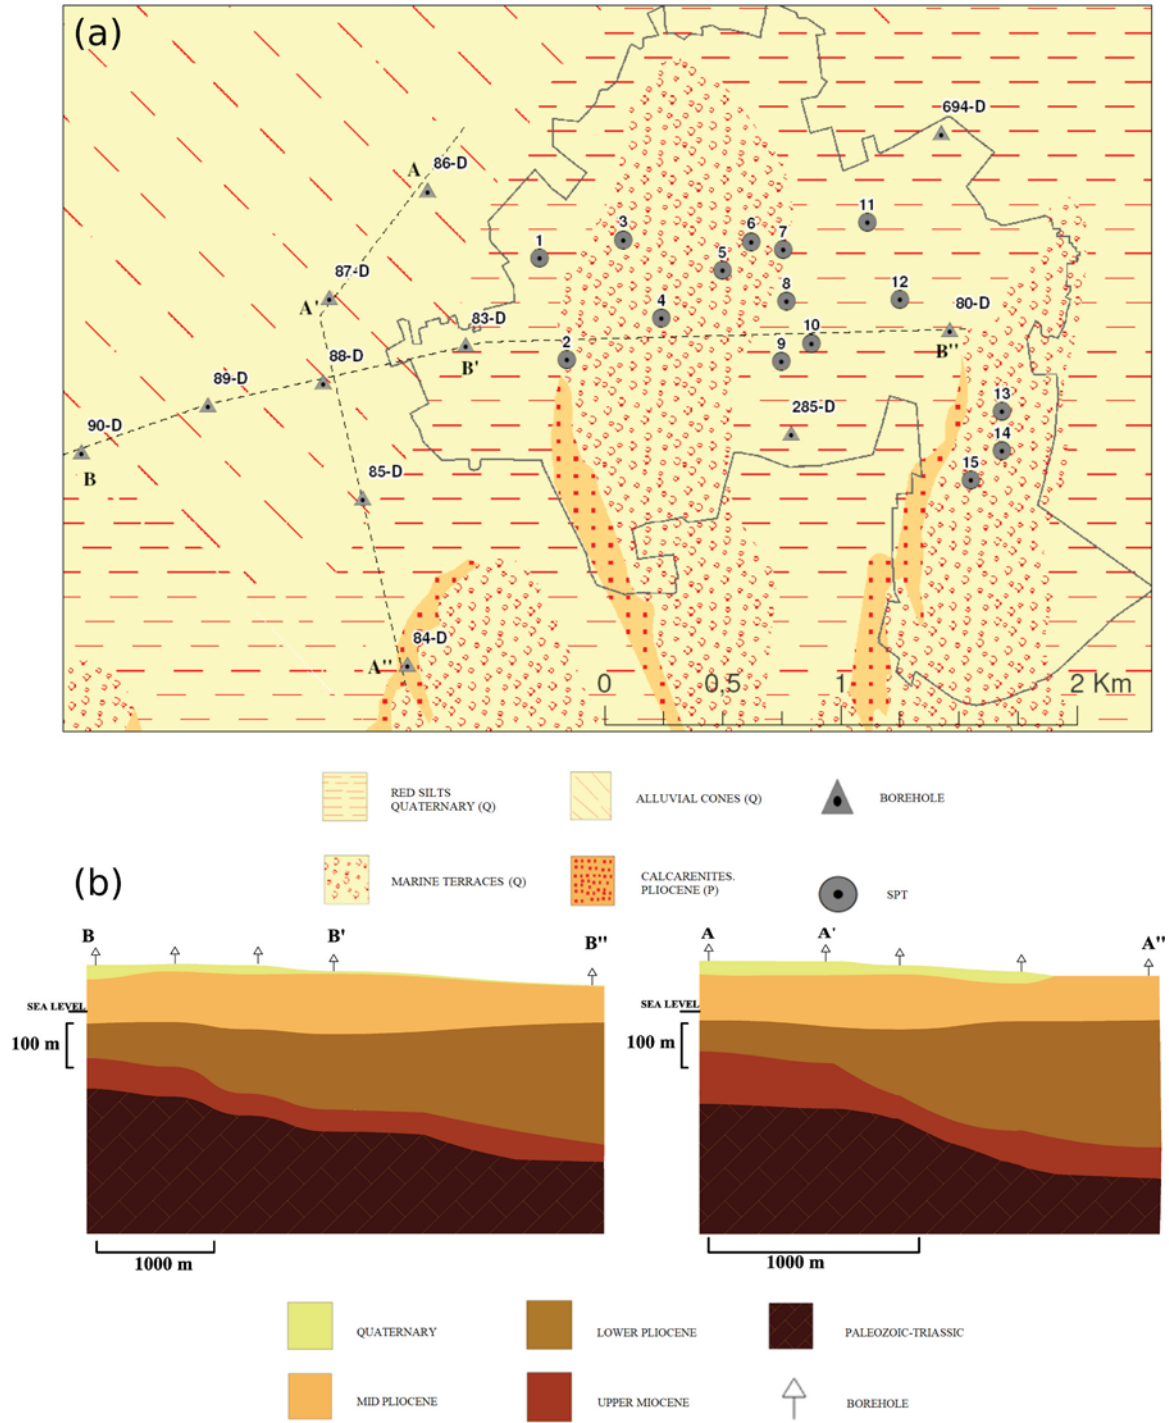 (a)
694-D
A
86-D
11
3
6
7
1
5
87-D
8
12
A'
4
83-D
10
80-D
88-D
B'
2
9
B''
89-D
285-D
13
90-D
14
B
85-D
15
84-D
A''
0
0,5
1
2 Km
RED SILTS
QUATERNARY (Q)
ALLUVIAL CONES (Q)
BOREHOLE
(b)
MARINE TERRACES (Q)
CALCARENITES.
PLIOCENE (P)
SPT
B
B'
B''
A
A'
A''
SEA LEVEL
100 m
SEA LEVEL
100 m
1000 m
1000 m
QUATERNARY
LOWER PLIOCENE
PALEOZOIC-TRIASSIC
MID PLIOCENE
UPPER MIOCENE
BOREHOLE